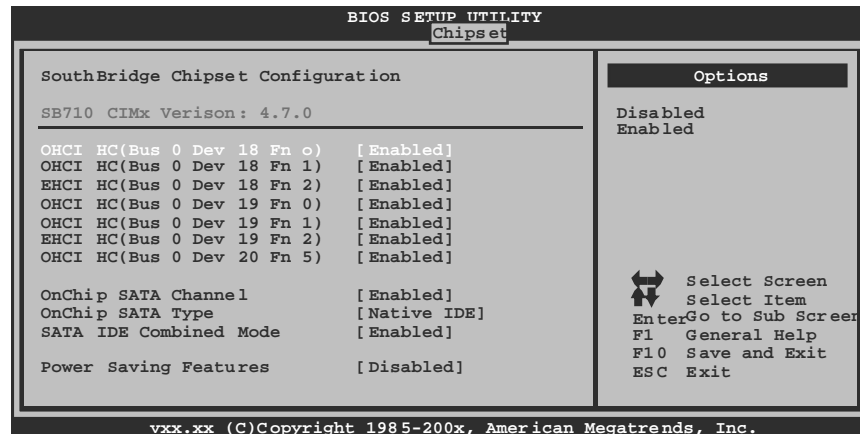 BIOS SETUP UTILITY
Chipset
SouthBridge Chipset Configuration
SB710 CIMx Verison: 4.7.0
OHCI HC(Bus 0 Dev 18 Fn o) [Enabled]
OHCI HC(Bus 0 Dev 18 Fn 1) [Enabled]
EHCI HC(Bus 0 Dev 18 Fn 2) [Enabled]
OHCI HC(Bus 0 Dev 19 Fn 0) [Enabled]
OHCI HC(Bus 0 Dev 19 Fn 1) [Enabled]
EHCI HC(Bus 0 Dev 19 Fn 2) [Enabled]
OHCI HC(Bus 0 Dev 20 Fn 5) [Enabled]
OnChip SATA Channel [Enabled]
OnChip SATA Type [Native IDE]
SATA IDE Combined Mode [Enabled]
Power Saving Features [Disabled]
Options
Disabled
Enabled
Select Screen
Select Item
Enter Go to Sub Screen
F1 General Help
F10 Save and Exit
ESC Exit
vxx.xx (C)Copyright 1985-200x, American Megatrends, Inc.